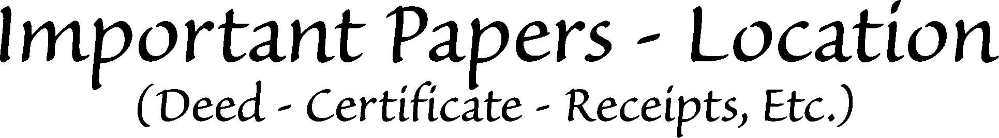 Important Papers - Location
(Deed - Certificate - Receipts, Etc.)